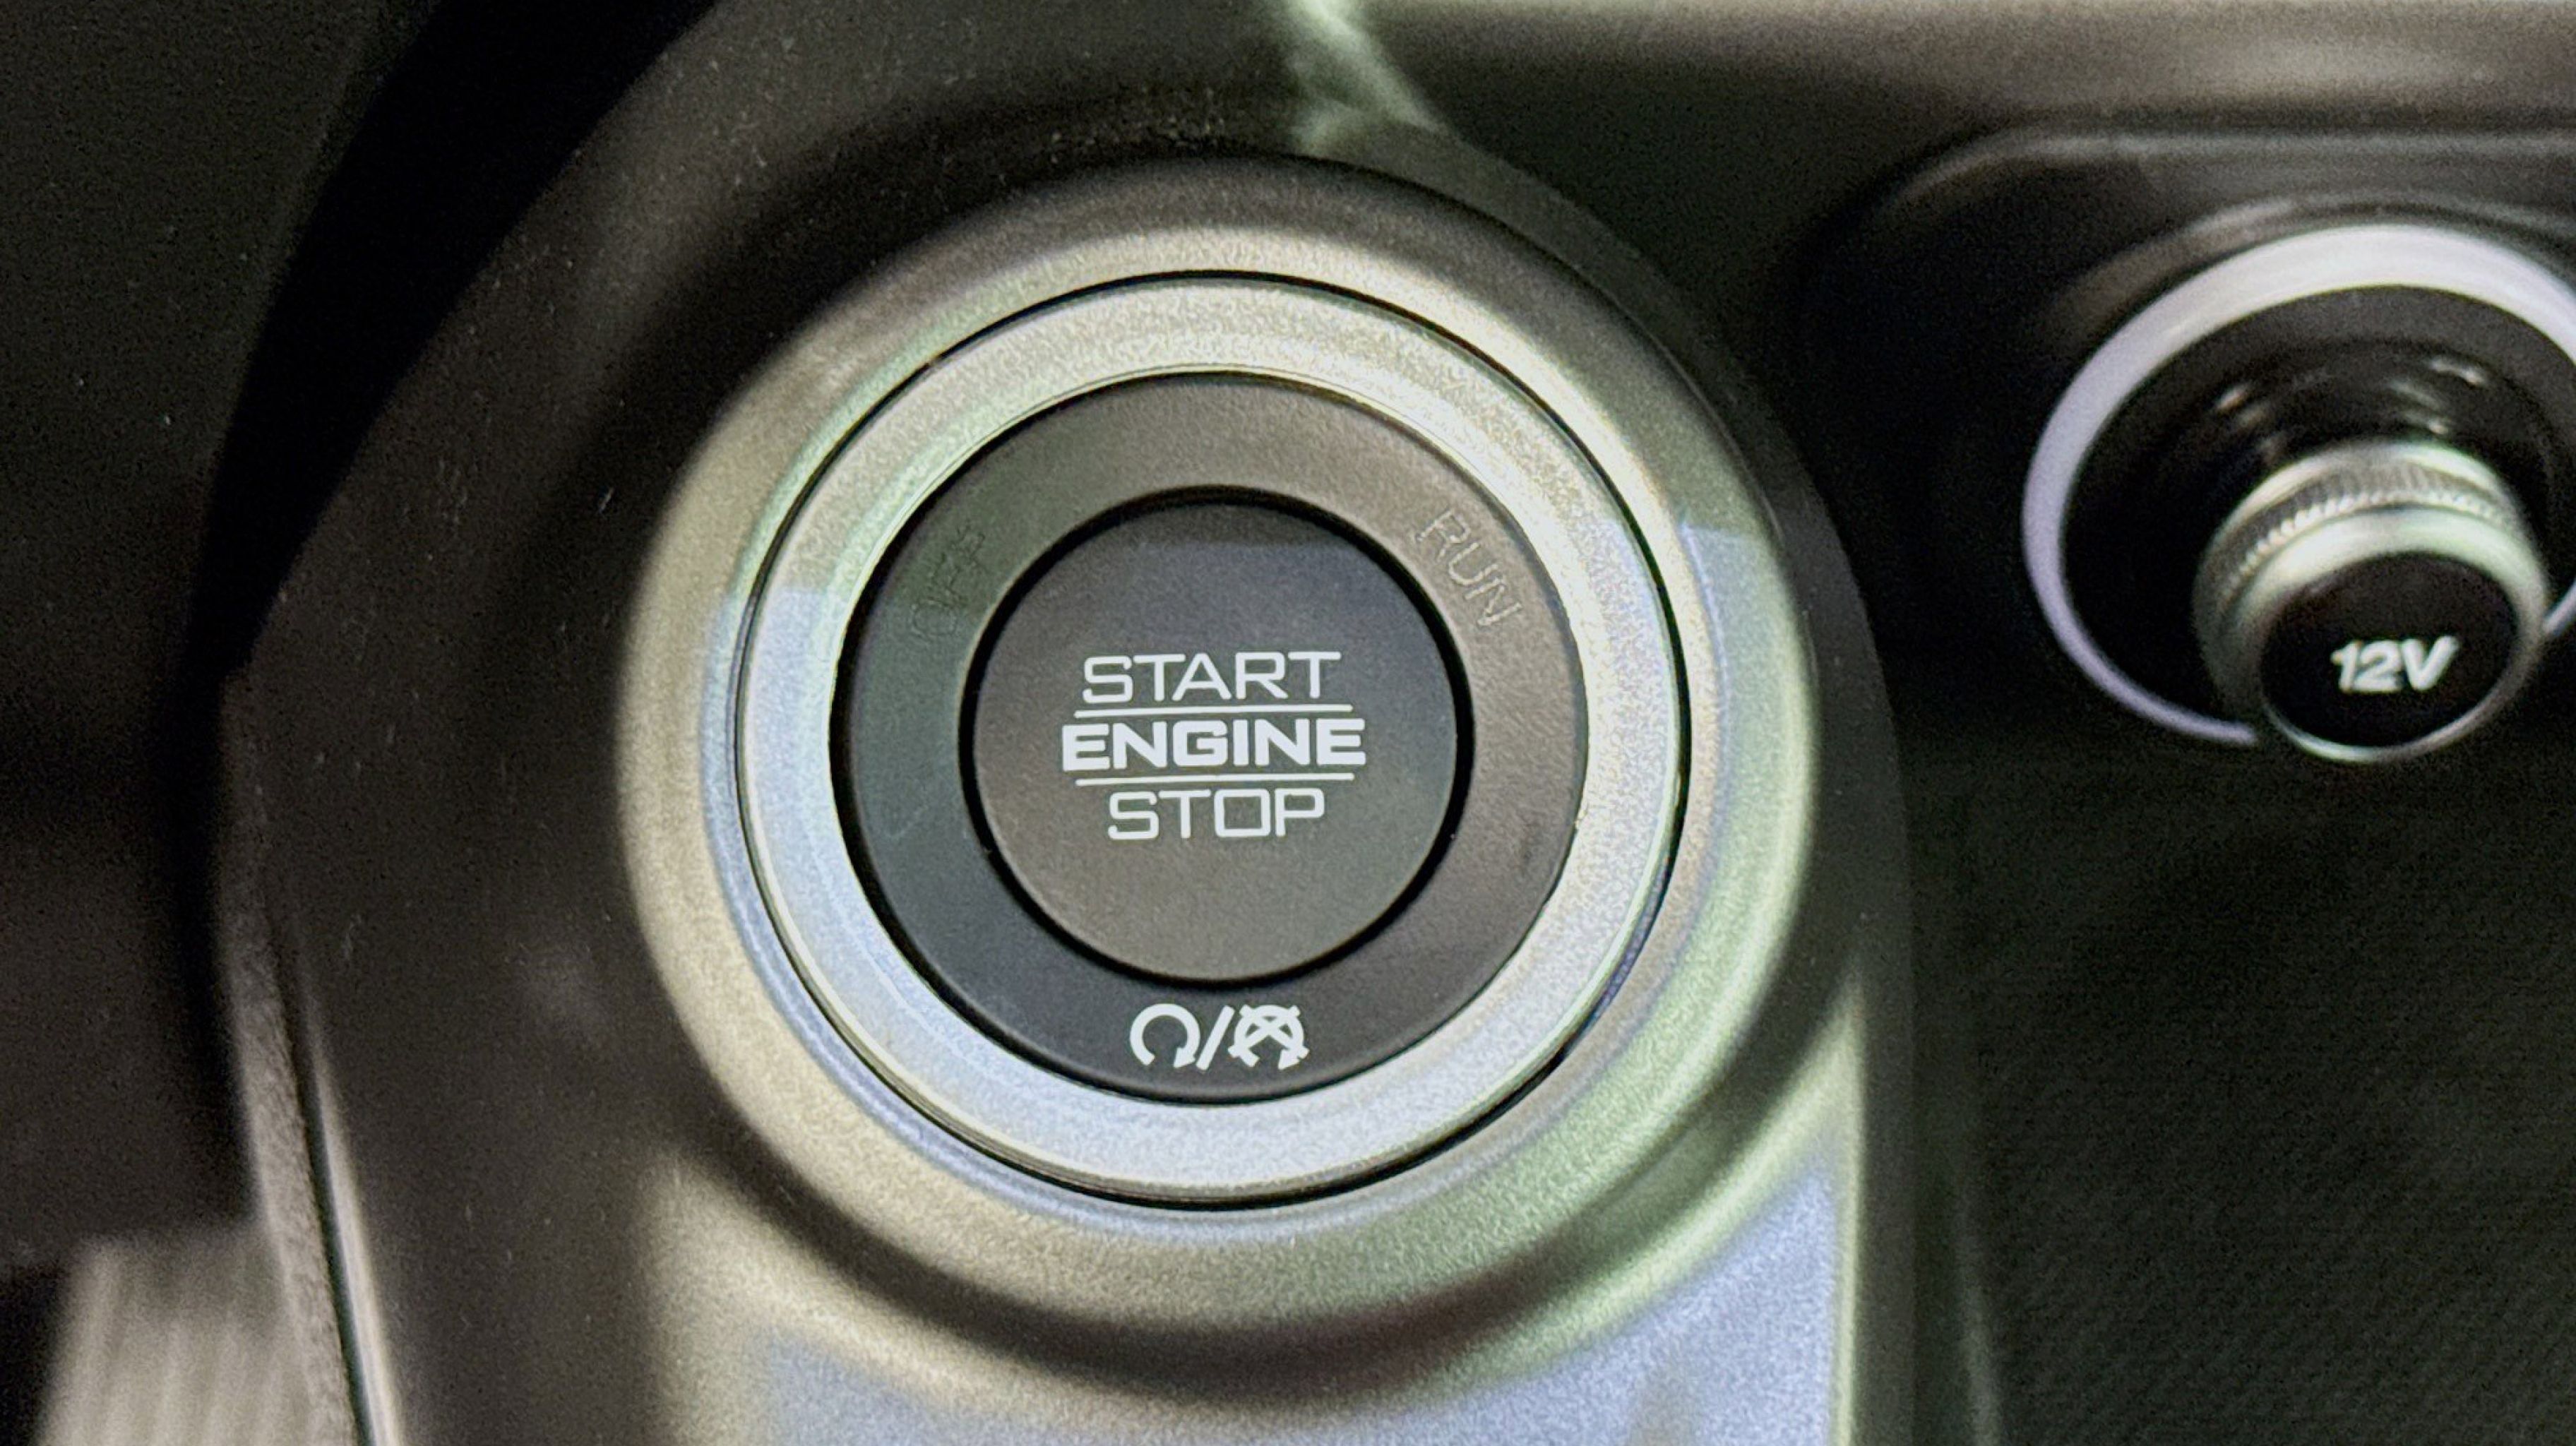 OFF
RUN
START
ENGINE
STOP
12V